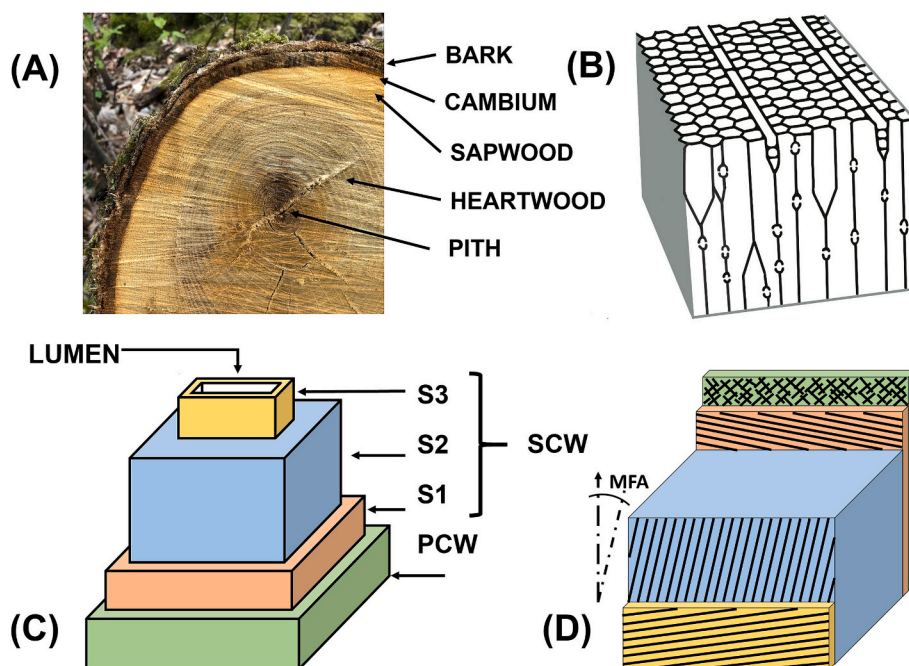 (A)
BARK
CAMBIUM
SAPWOOD
HEARTWOOD
PITH
(B)
LUMEN
S3
S2
S1
SCW
PCW
(C)
MFA
(D)